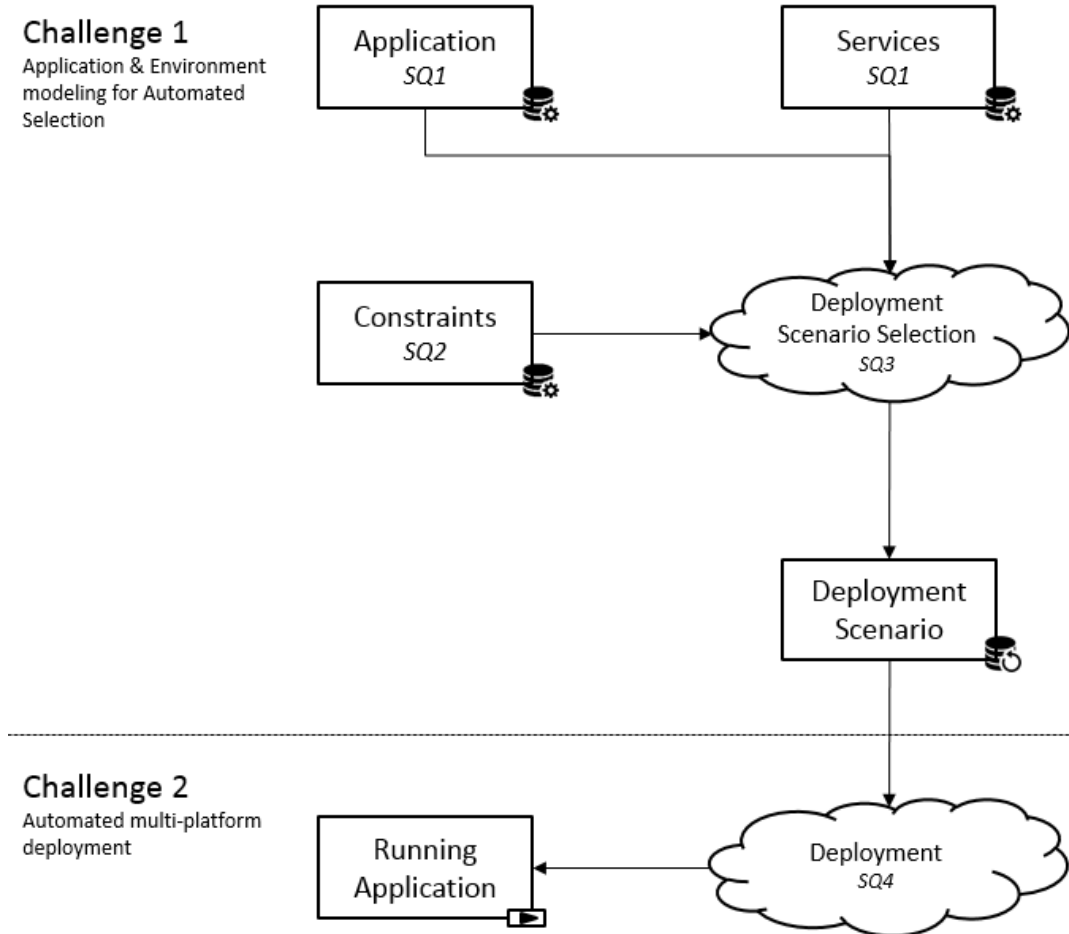 Challenge 1
Application & Environment
modeling for Automated
Selection
Application
SQ1
Services
SQ1
Constraints
SQ2
Deployment
Scenario Selection
SQ3
Deployment
Scenario
Challenge 2
Automated multi-platform
deployment
Running
Application
Deployment
SQ4